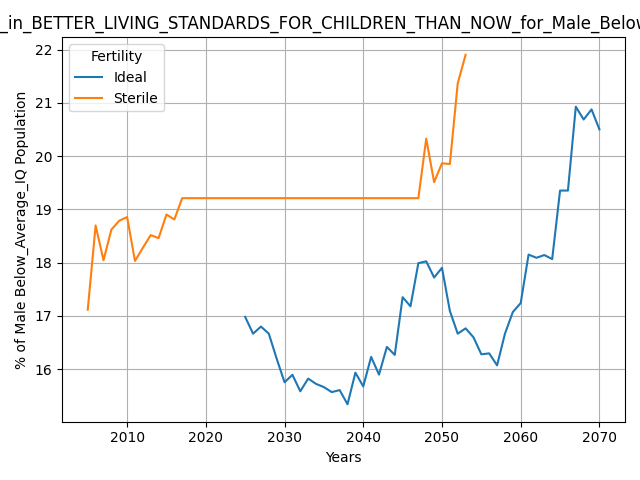 _in_BETTER_LIVING_STANDARDS_FOR_CHILDREN_THAN_NOW_for_Male_Below
Fertility
Ideal
Sterile
% of Male Below_Average_IQ Population
22
21
20
19
18
17
16
2010 2020 2030 2040 2050 2060 2070
Years